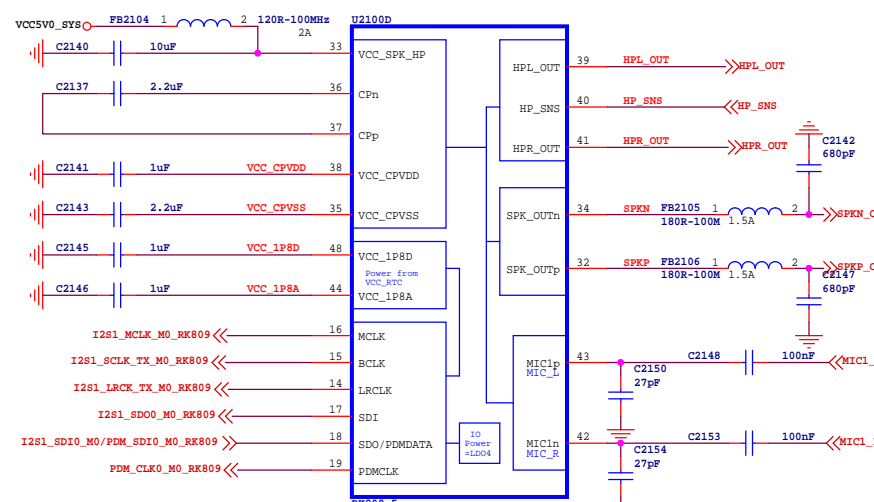 VCC5V0_SYS FB2104 1 2 120R-100MHz U2100D
2A
C2140 10uF 33 VCC_SPK_HP
C2137 2.2uF 36 CPn
37 CPp
C2141 1uF VCC_CPVDD 38 VCC_CPVDD
C2143 2.2uF VCC_CPVSS 35 VCC_CPVSS
C2145 1uF VCC_1P8D 48 VCC_1P8D
Power from
VCC_RTC
C2146 1uF VCC_1P8A 44 VCC_1P8A
I2S1_MCLK_M0_RK809 16 MCLK
I2S1_SCLK_TX_M0_RK809 15 BCLK
I2S1_LRCK_TX_M0_RK809 14 LRCLK
I2S1_SDO0_M0_RK809 17 SDI
I2S1_SDI0_M0/PDM_SDI0_M0_RK809 18 SDO/PDMDATA
PDM_CLK0_M0_RK809 19 PDMCLK
IO
Power
=LDO4
HPL_OUT 39 HPL_OUT HPL_OUT
HP_SNS 40 HP_SNS HP_SNS
HPR_OUT 41 HPR_OUT HPR_OUT
C2142
680pF
SPK_OUTn 34 SPKN FB2105 1 2 SPKN_O
180R-100M 1.5A
SPK_OUTp 32 SPKP FB2106 1 2 SPKP_O
180R-100M 1.5A
C2147
680pF
MIC1p 43 C2148 100nF MIC1_
MIC_L
C2150
27pF
MIC1n 42 C2153 100nF MIC1_
MIC_R
C2154
27pF